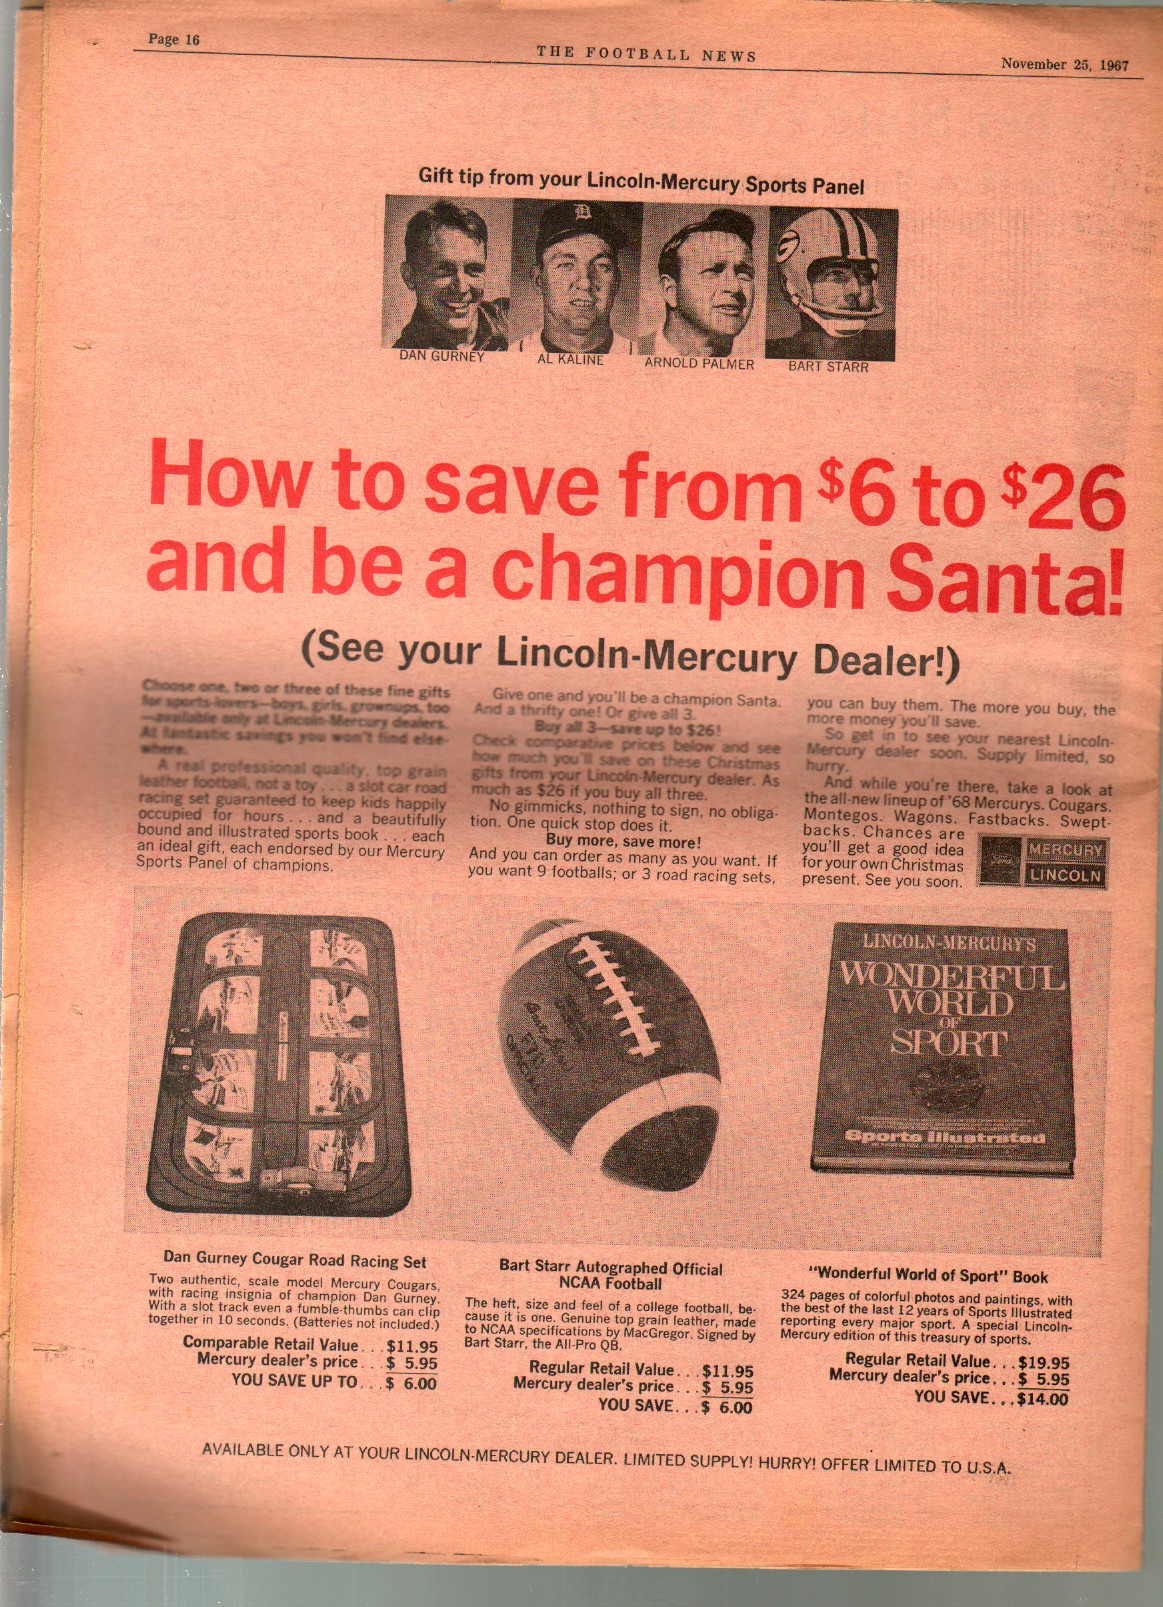 Page 16
THE FOOTBALL NEWS
November 25, 1967
Gift tip from your Lincoln-Mercury Sports Panel
DAN GURNEY
AL KALINE
ARNOLD PALMER
BART STARR
How to save from $6 to $26
and be a champion Santa!
(See your Lincoln-Mercury Dealer!)
Choose one, two or three of these fine gifts
for sports-lovers—boys, girls, grownups, too
—available only at Lincoln-Mercury dealers.
At fantastic savings you won't find else-
where.
A real professional quality, top grain
leather football, not a toy . . . a slot car road
racing set guaranteed to keep kids happily
occupied for hours . . . and a beautifully
bound and illustrated sports book . . . each
an ideal gift, each endorsed by our Mercury
Sports Panel of champions.
Give one and you'll be a champion Santa.
And a thrifty one! Or give all 3.
Buy all 3—save up to $26!
Check comparative prices below and see
how much you'll save on these Christmas
gifts from your Lincoln-Mercury dealer. As
much as $26 if you buy all three.
No gimmicks, nothing to sign, no obliga-
tion. One quick stop does it.
Buy more, save more!
And you can order as many as you want. If
you want 9 footballs; or 3 road racing sets,
you can buy them. The more you buy, the
more money you'll save.
So get in to see your nearest Lincoln-
Mercury dealer soon. Supply limited, so
hurry.
And while you're there, take a look at
the all-new lineup of '68 Mercurys. Cougars.
Montegos. Wagons. Fastbacks. Swept-
backs. Chances are
you'll get a good idea
for your own Christmas
present. See you soon.
Ford
MERCURY
LINCOLN
LINCOLN-MERCURY'S
WONDERFUL
WORLD
OF
SPORT
Sports Illustrated
Bart Starr
OFFICIAL
Dan Gurney Cougar Road Racing Set
Two authentic, scale model Mercury Cougars,
with racing insignia of champion Dan Gurney.
With a slot track even a fumble-thumbs can clip
together in 10 seconds. (Batteries not included.)
Comparable Retail Value . . . $11.95
Mercury dealer's price . . . $ 5.95
YOU SAVE UP TO . . . $ 6.00
Bart Starr Autographed Official
NCAA Football
The heft, size and feel of a college football, be-
cause it is one. Genuine top grain leather, made
to NCAA specifications by MacGregor. Signed by
Bart Starr, the All-Pro QB.
Regular Retail Value . . . $11.95
Mercury dealer's price . . . $ 5.95
YOU SAVE . . . $ 6.00
"Wonderful World of Sport" Book
324 pages of colorful photos and paintings, with
the best of the last 12 years of Sports Illustrated
reporting every major sport. A special Lincoln-
Mercury edition of this treasury of sports.
Regular Retail Value . . . $19.95
Mercury dealer's price . . . $ 5.95
YOU SAVE . . . $14.00
AVAILABLE ONLY AT YOUR LINCOLN-MERCURY DEALER. LIMITED SUPPLY! HURRY! OFFER LIMITED TO U.S.A.